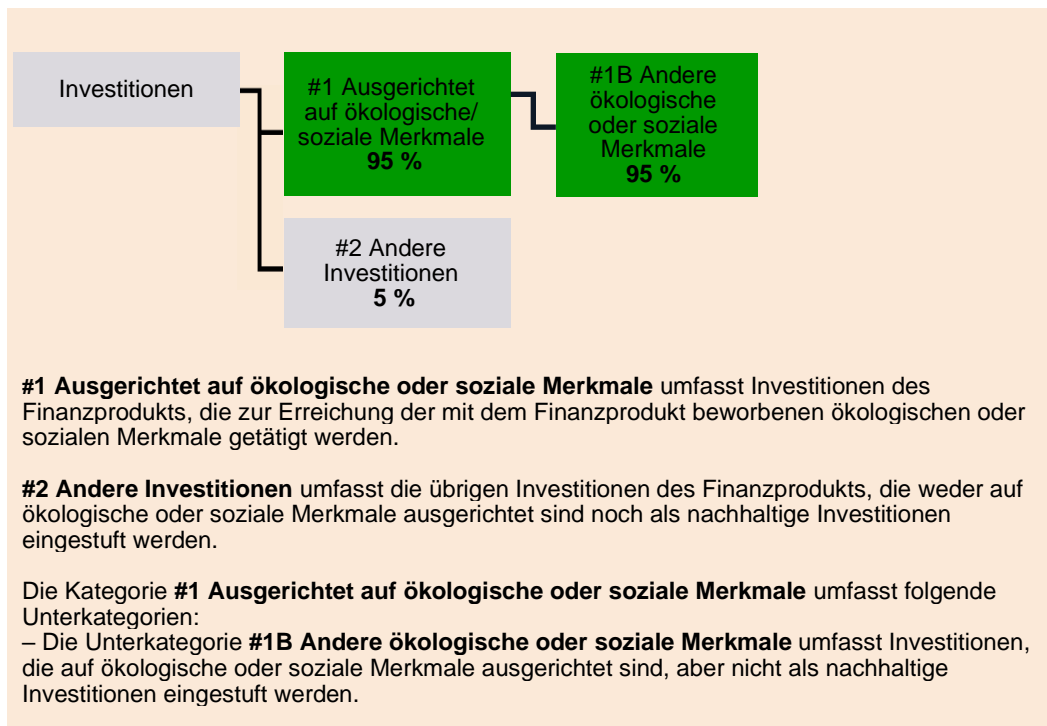 Investitionen
#1 Ausgerichtet
auf ökologische/
soziale Merkmale
95 %
#1B Andere
ökologische
oder soziale
Merkmale
95 %
#2 Andere
Investitionen
5 %
#1 Ausgerichtet auf ökologische oder soziale Merkmale umfasst Investitionen des
Finanzprodukts, die zur Erreichung der mit dem Finanzprodukt beworbenen ökologischen oder
sozialen Merkmale getätigt werden.
#2 Andere Investitionen umfasst die übrigen Investitionen des Finanzprodukts, die weder auf
ökologische oder soziale Merkmale ausgerichtet sind noch als nachhaltige Investitionen
eingestuft werden.
Die Kategorie #1 Ausgerichtet auf ökologische oder soziale Merkmale umfasst folgende
Unterkategorien:
– Die Unterkategorie #1B Andere ökologische oder soziale Merkmale umfasst Investitionen,
die auf ökologische oder soziale Merkmale ausgerichtet sind, aber nicht als nachhaltige
Investitionen eingestuft werden.